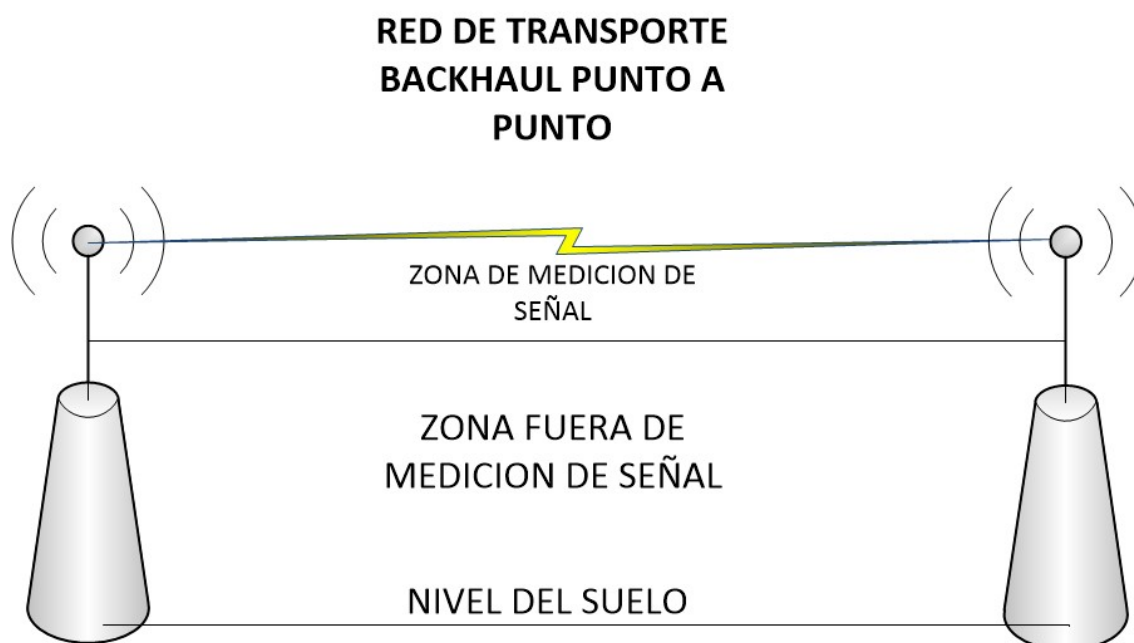 RED DE TRANSPORTE
BACKHAUL PUNTO A
PUNTO
ZONA DE MEDICION DE
SEÑAL
ZONA FUERA DE
MEDICION DE SEÑAL
NIVEL DEL SUELO